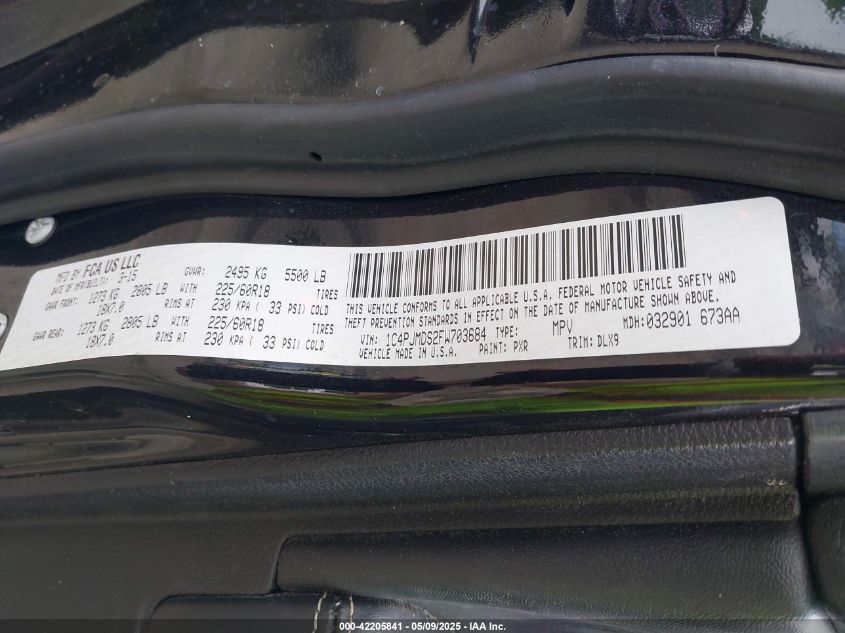 MFD BY FCA US LLC
DATE OF MFR(BUILT): 3-15
GVWR: 2495 KG 5500 LB
GAWR FRONT: 1273 KG 2805 LB WITH 225/60R18 TIRES
18X7.0 RIMS AT 230 KPA ( 33 PSI) COLD
GAWR REAR: 1273 KG 2805 LB WITH 225/60R18 TIRES
18X7.0 RIMS AT 230 KPA ( 33 PSI) COLD
THIS VEHICLE CONFORMS TO ALL APPLICABLE U.S.A. FEDERAL MOTOR VEHICLE SAFETY AND
THEFT PREVENTION STANDARDS IN EFFECT ON THE DATE OF MANUFACTURE SHOWN ABOVE.
VIN: 1C4PJMDS2FW703684 TYPE: MPV MDH:032901 673AA
VEHICLE MADE IN U.S.A. PAINT: PXR TRIM: DLX9
000-42205841 - 05/09/2025 - IAA Inc.